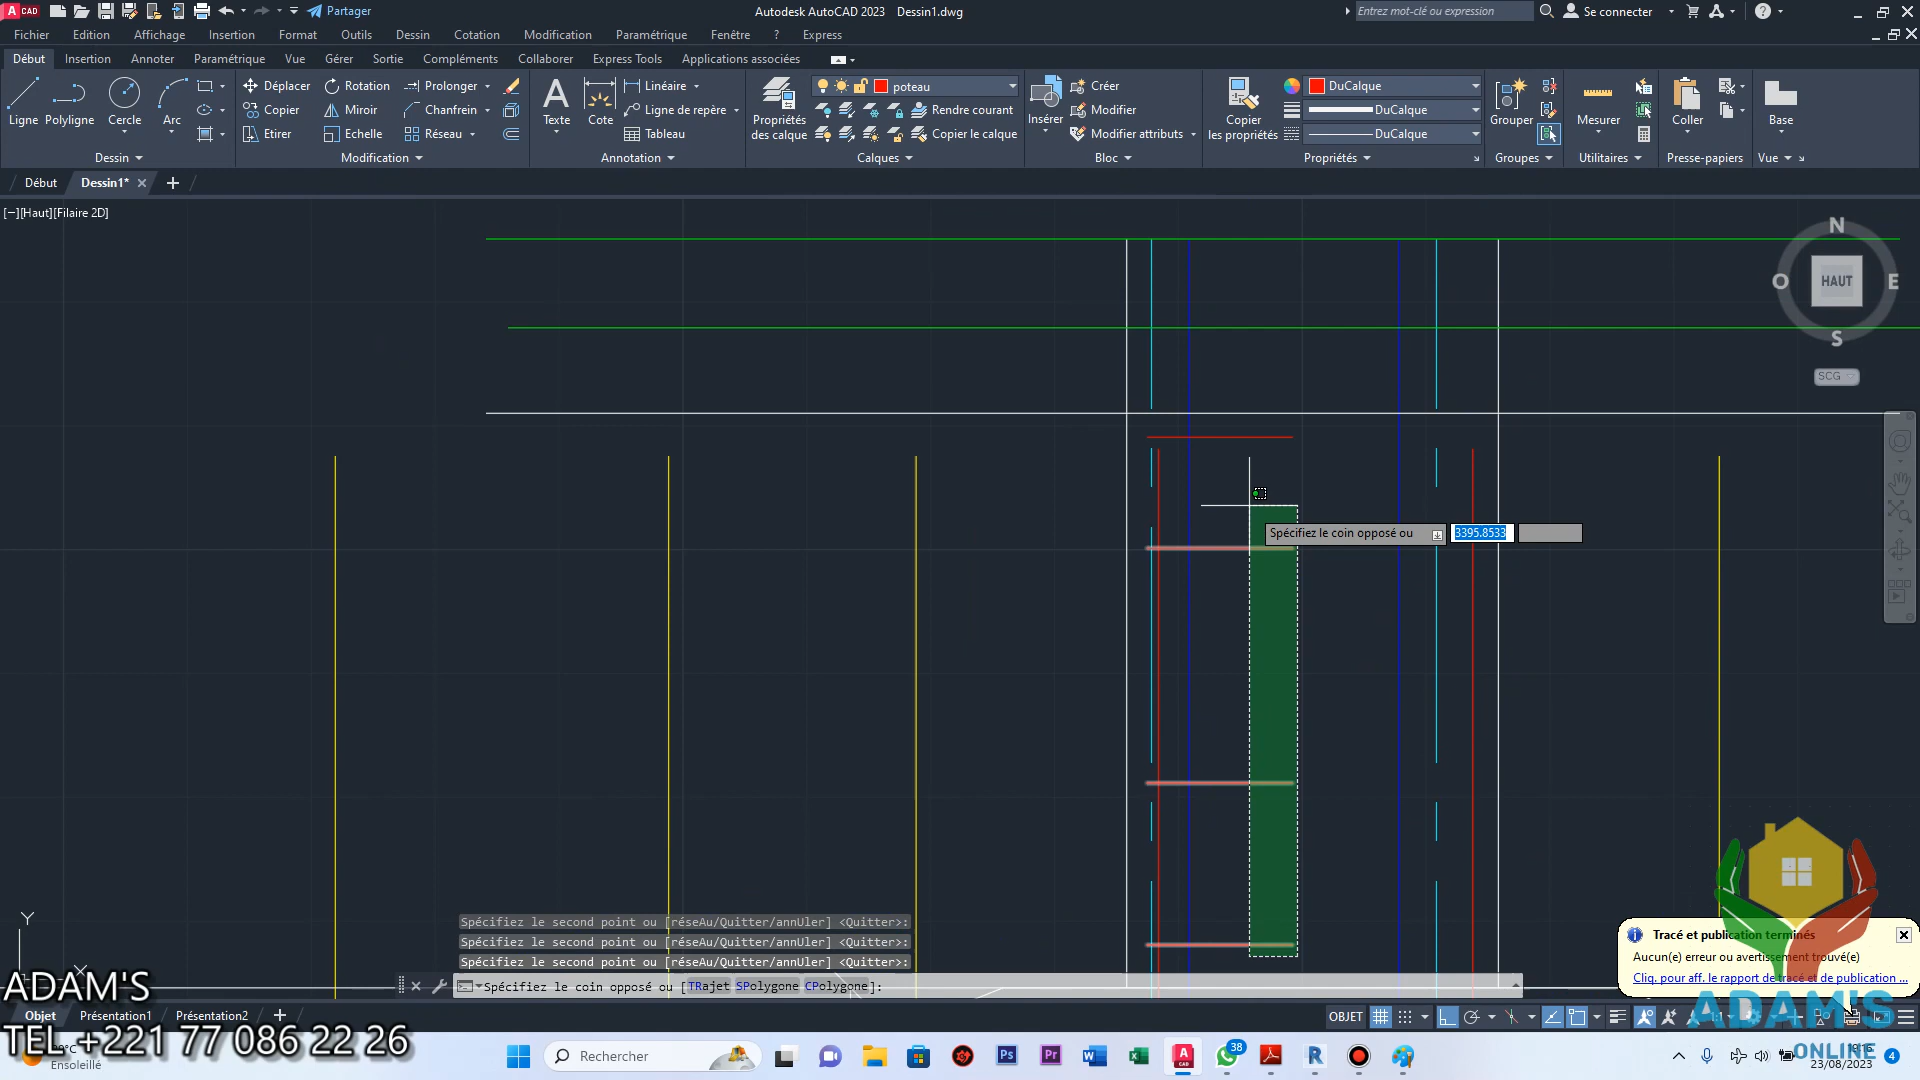 CAD
Partager
Autodesk AutoCAD 2023 Dessin1.dwg
Entrez mot-clé ou expression
Se connecter
Fichier Edition Affichage Insertion Format Outils Dessin Cotation Modification Paramétrique Fenêtre ? Express
Début Insertion Annoter Paramétrique Vue Gérer Sortie Compléments Collaborer Express Tools Applications associées
Ligne Polyligne Cercle Arc
Dessin
Déplacer Rotation Prolonger
Copier Miroir Chanfrein
Etirer Echelle Réseau
Modification
Texte Cote
Linéaire
Ligne de repère
Tableau
Annotation
Propriétés
des calque
poteau
Rendre courant
Copier le calque
Calques
Insérer
Créer
Modifier
Modifier attributs
Bloc
Copier
les propriétés
DuCalque
DuCalque
DuCalque
Propriétés
Grouper
Groupes
Mesurer
Utilitaires
Coller
Presse-papiers
Base
Vue
Début Dessin1*
[−][Haut][Filaire 2D]
N
O HAUT E
S
SCG
Spécifiez le coin opposé ou 3395.8533
Y
X
Spécifiez le second point ou [réseAu/Quitter/annUler] <Quitter>:
Spécifiez le second point ou [réseAu/Quitter/annUler] <Quitter>:
Spécifiez le second point ou [réseAu/Quitter/annUler] <Quitter>:
Spécifiez le coin opposé ou [TRajet SPolygone CPolygone]:
Tracé et publication terminés
Aucun(e) erreur ou avertissement trouvé(e)
Cliq. pour aff. le rapport de tracé et de publication ...
ADAM'S
TEL +221 77 086 22 26
Objet Présentation1 Présentation2
OBJET
ADAM'S
ONLINE
Ensoleillé
Rechercher
Ps Pr
38
23/08/2023
4